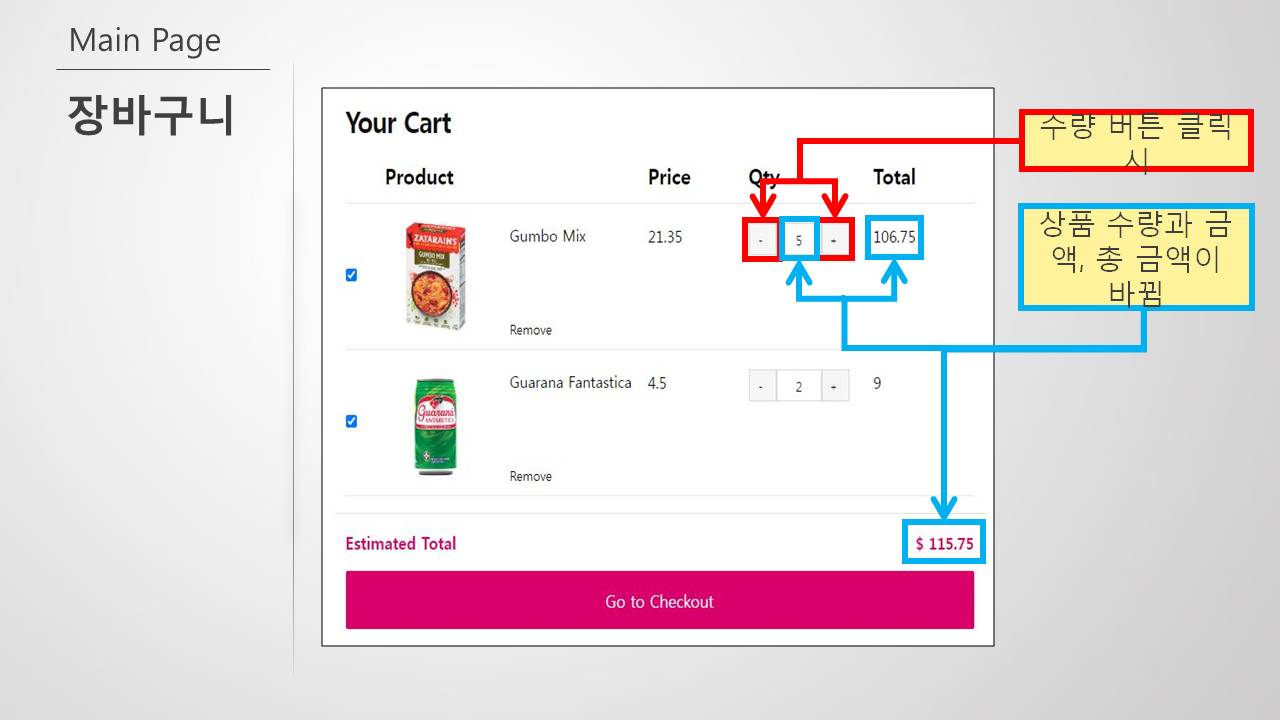 Main Page
장바구니
Your Cart
Product Price Qty Total
수량 버튼 클릭
시
상품 수량과 금
액, 총 금액이
바뀜
ZATARAIN'S
GUMBO MIX
Gumbo Mix 21.35 - 5 + 106.75
Remove
Guaraná
ANTARCTICA
Guarana Fantastica 4.5 - 2 + 9
Remove
Estimated Total $ 115.75
Go to Checkout